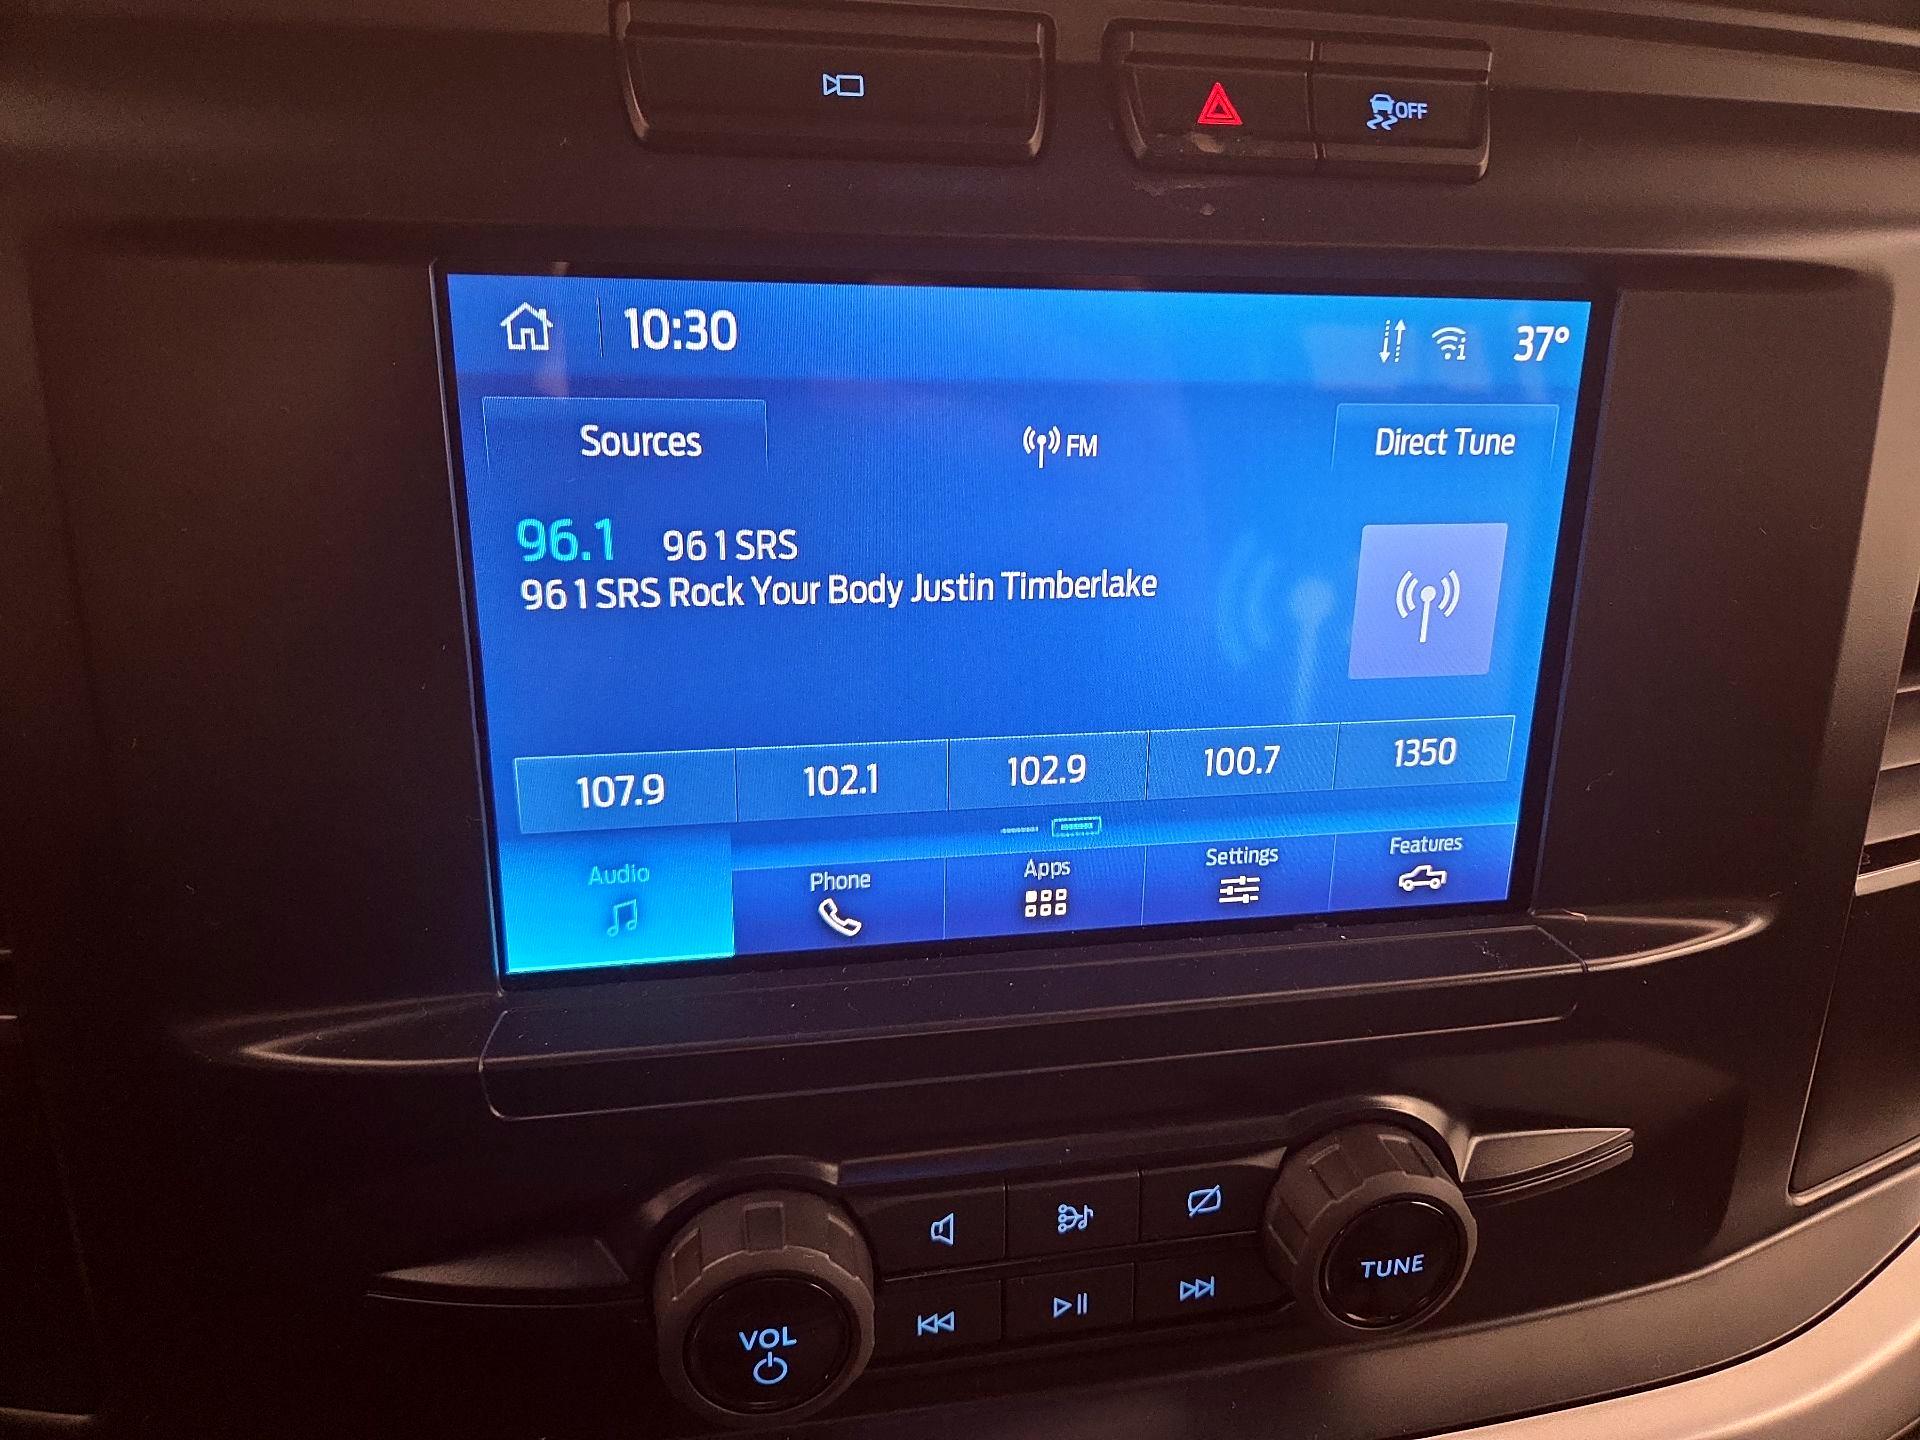 OFF
10:30
37°
Sources
FM
Direct Tune
96.1 96 1 SRS
96 1 SRS Rock Your Body Justin Timberlake
107.9 102.1 102.9 100.7 1350
Audio Phone Apps Settings Features
VOL
TUNE